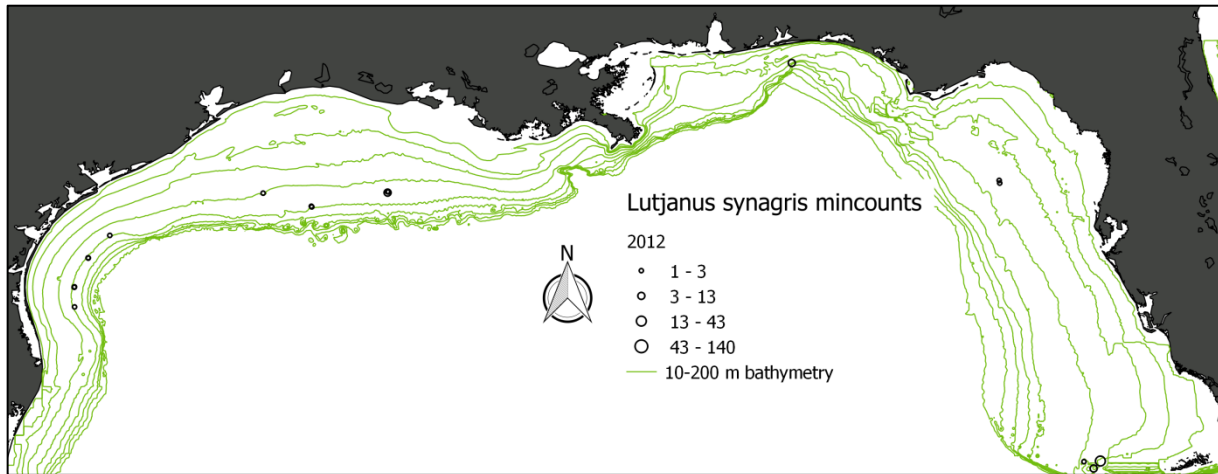 Lutjanus synagris mincounts
2012
N
1 - 3
3 - 13
13 - 43
43 - 140
10-200 m bathymetry